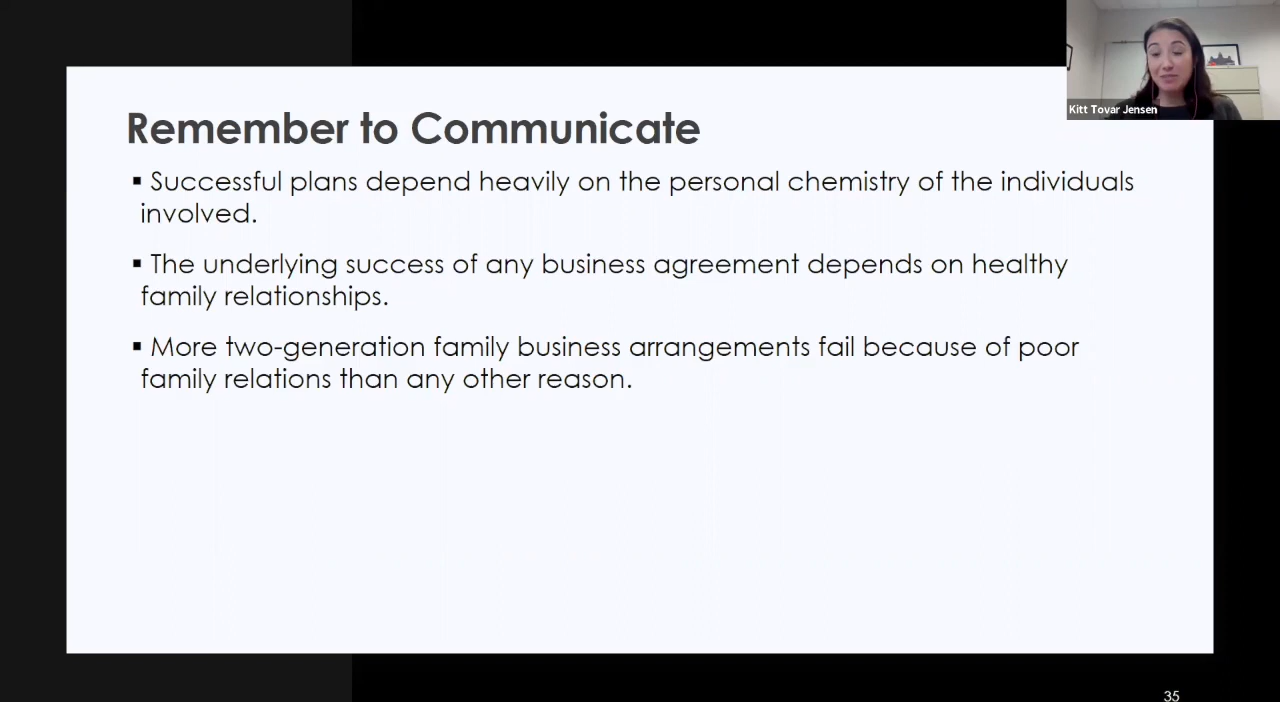 Kitt Tovar Jensen
Remember to Communicate
▪ Successful plans depend heavily on the personal chemistry of the individuals
involved.
▪ The underlying success of any business agreement depends on healthy
family relationships.
▪ More two-generation family business arrangements fail because of poor
family relations than any other reason.
35